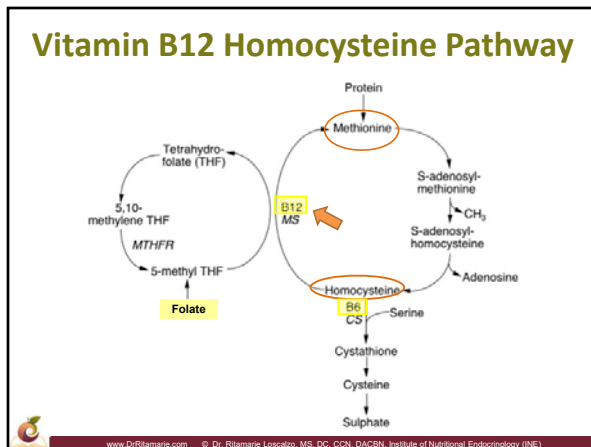 Vitamin B12 Homocysteine Pathway
Protein
Methionine
Tetrahydro-
folate (THF)
S-adenosyl-
methionine
5,10-
methylene THF
B12
MS
CH₃
S-adenosyl-
homocysteine
MTHFR
5-methyl THF
Adenosine
Homocysteine
Folate
B6
CS
Serine
Cystathione
Cysteine
Sulphate
www.DrRitamarie.com © Dr. Ritamarie Loscalzo, MS, DC, CCN, DACBN, Institute of Nutritional Endocrinology (INE)